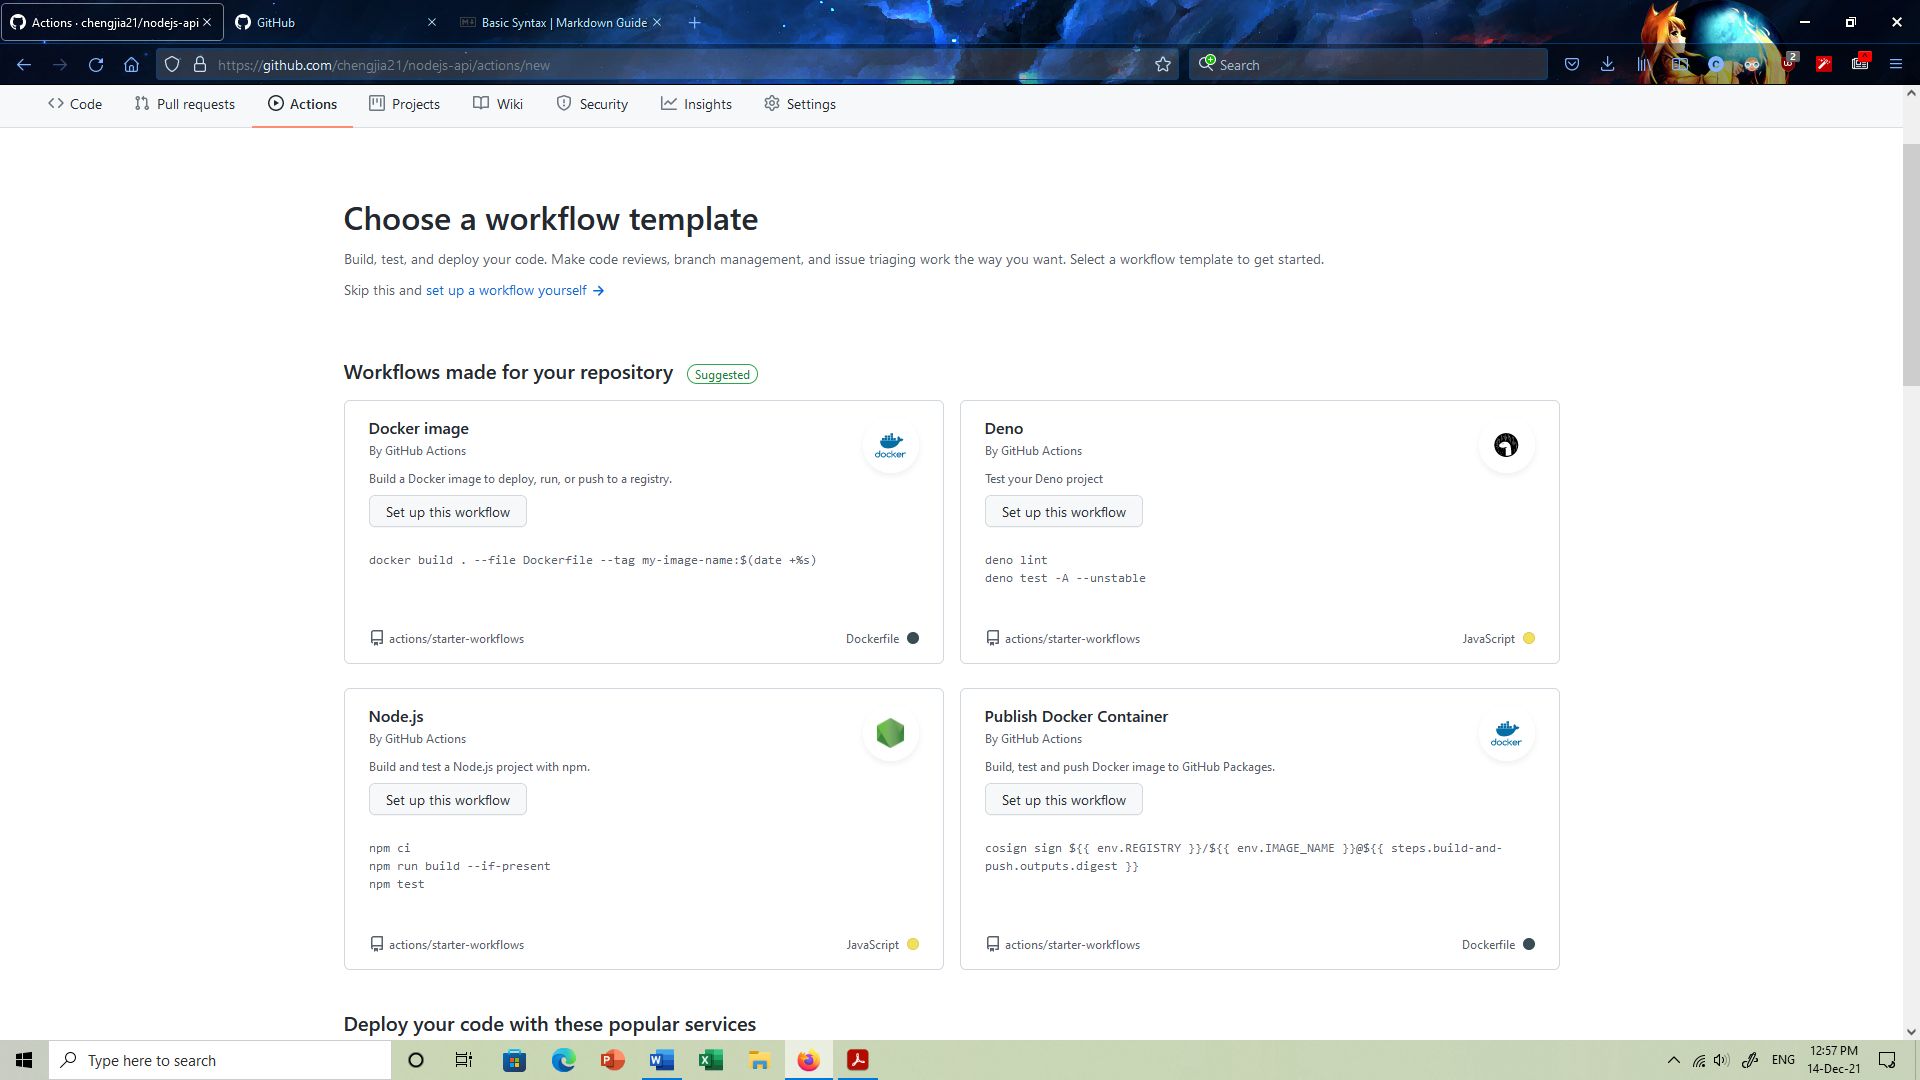 Actions · chengjia21/nodejs-api
GitHub
Basic Syntax | Markdown Guide
https://github.com/chengjia21/nodejs-api/actions/new
Search
2
Code
Pull requests
Actions
Projects
Wiki
Security
Insights
Settings
Choose a workflow template
Build, test, and deploy your code. Make code reviews, branch management, and issue triaging work the way you want. Select a workflow template to get started.
Skip this and set up a workflow yourself →
Workflows made for your repository Suggested
Docker image
By GitHub Actions
docker
Build a Docker image to deploy, run, or push to a registry.
Set up this workflow
docker build . --file Dockerfile --tag my-image-name:$(date +%s)
actions/starter-workflows
Dockerfile
Deno
By GitHub Actions
Test your Deno project
Set up this workflow
deno lint
deno test -A --unstable
actions/starter-workflows
JavaScript
Node.js
By GitHub Actions
Build and test a Node.js project with npm.
Set up this workflow
npm ci
npm run build --if-present
npm test
actions/starter-workflows
JavaScript
Publish Docker Container
By GitHub Actions
docker
Build, test and push Docker image to GitHub Packages.
Set up this workflow
cosign sign ${{ env.REGISTRY }}/${{ env.IMAGE_NAME }}@${{ steps.build-and-
push.outputs.digest }}
actions/starter-workflows
Dockerfile
Deploy your code with these popular services
Type here to search
ENG
12:57 PM
14-Dec-21